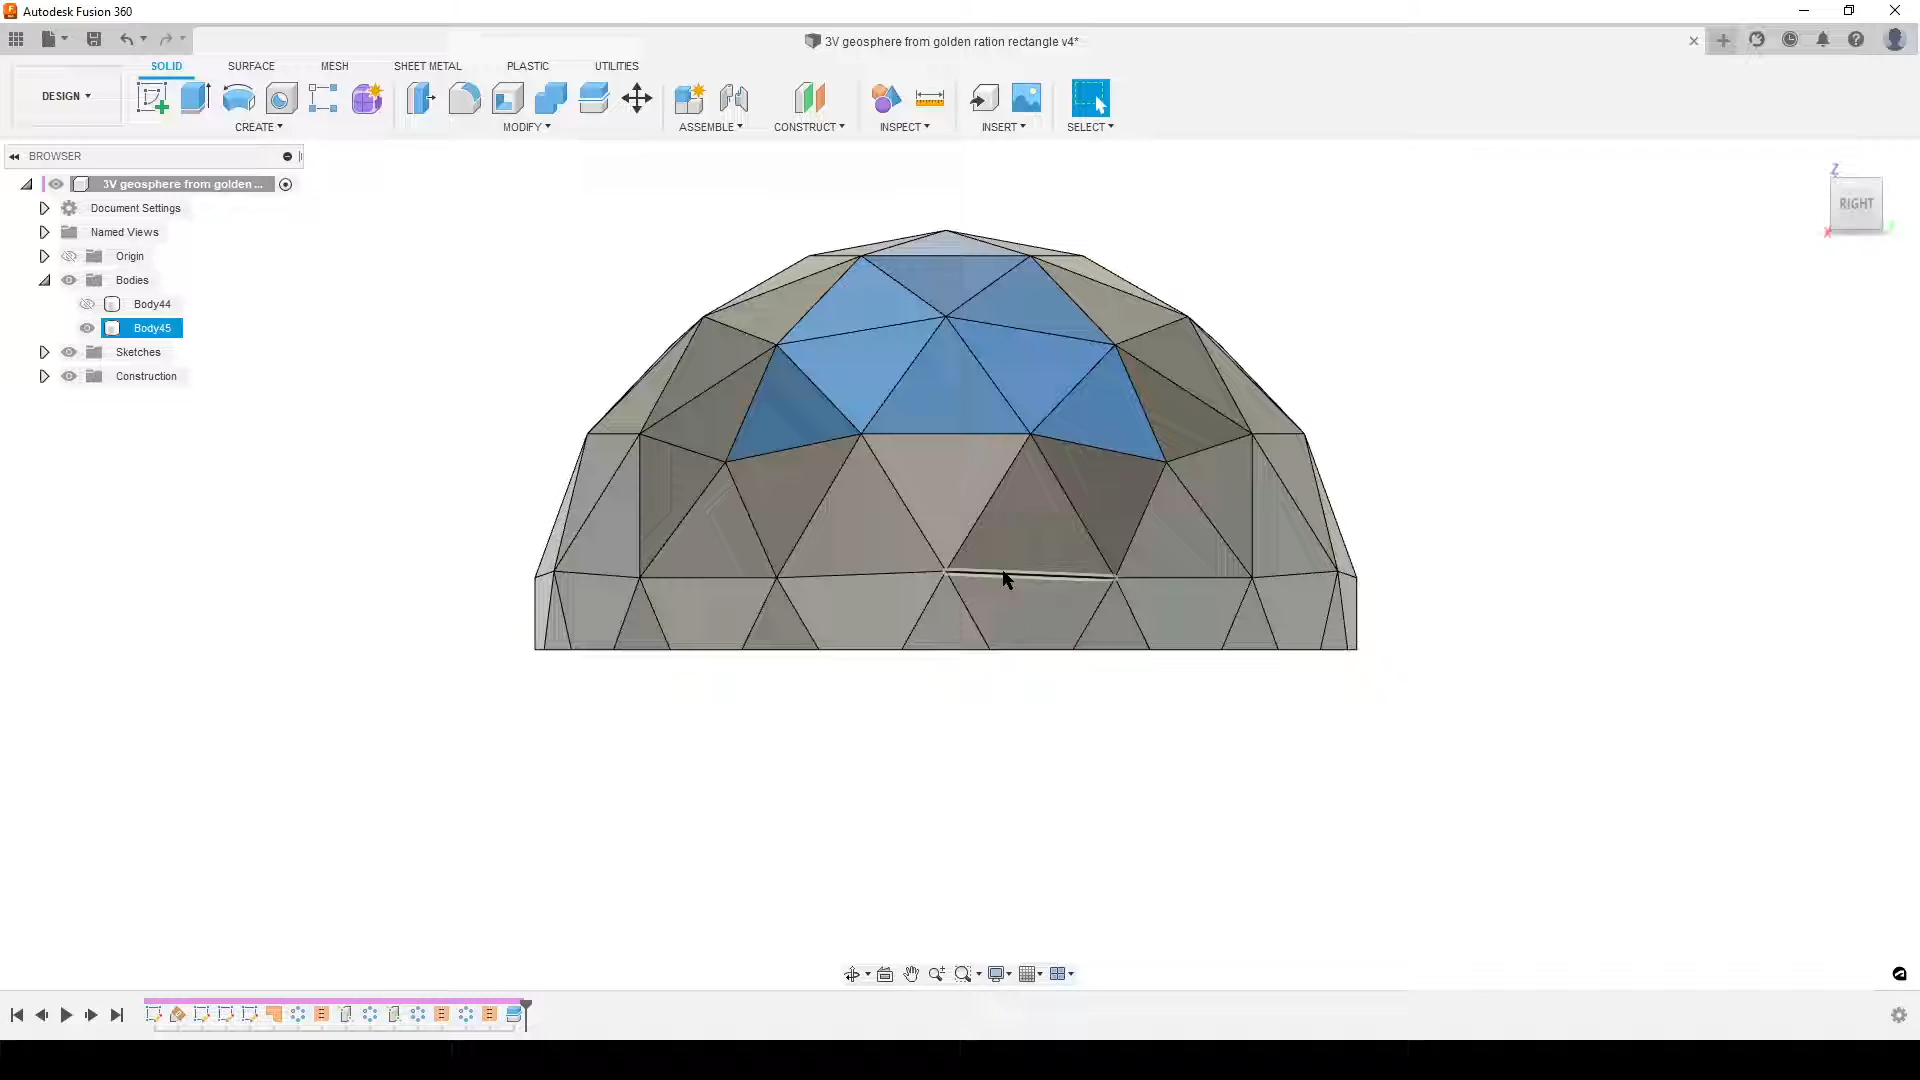 Autodesk Fusion 360
3V geosphere from golden ration rectangle v4*
SOLID SURFACE MESH SHEET METAL PLASTIC UTILITIES
DESIGN
CREATE MODIFY ASSEMBLE CONSTRUCT INSPECT INSERT SELECT
BROWSER
3V geosphere from golden ...
Document Settings
Named Views
Origin
Bodies
Body44
Body45
Sketches
Construction
Z
RIGHT
X